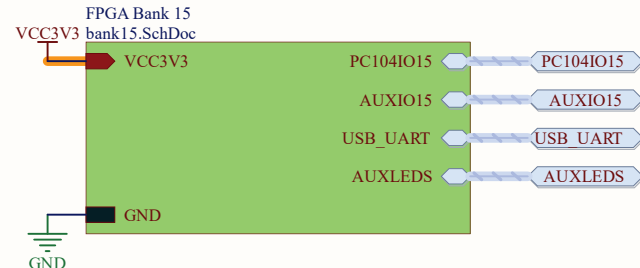 FPGA Bank 15
VCC3V3 bank15.SchDoc
VCC3V3 PC104IO15 PC104IO15
AUXIO15 AUXIO15
USB_UART USB_UART
AUXLEDS AUXLEDS
GND
GND